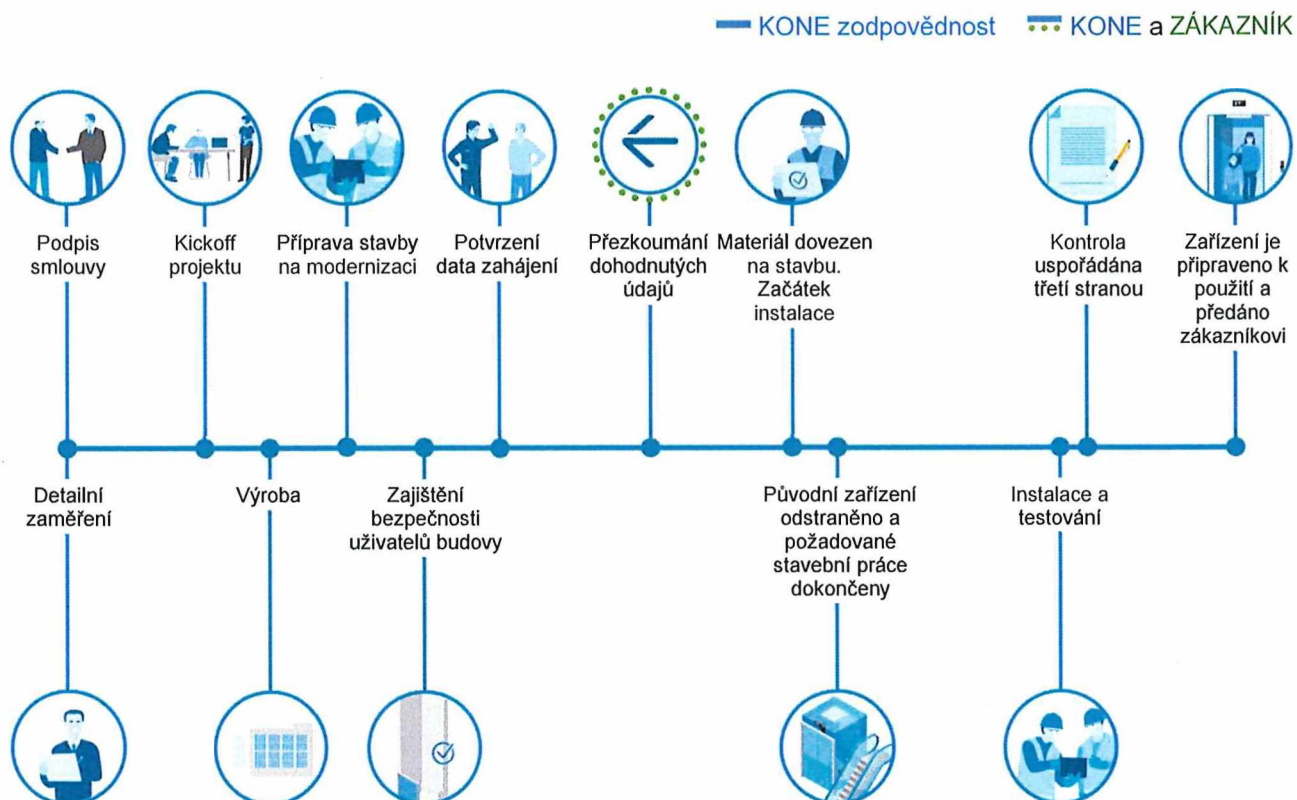 KONE zodpovědnost
KONE a ZÁKAZNÍK
Podpis
smlouvy
Kickoff
projektu
Příprava stavby
na modernizaci
Potvrzení
data zahájení
Přezkoumání
dohodnutých
údajů
Materiál dovezen
na stavbu.
Začátek
instalace
Kontrola
uspořádána
třetí stranou
Zařízení je
připraveno k
použití a
předáno
zákazníkovi
Detailní
zaměření
Výroba
Zajištění
bezpečnosti
uživatelů budovy
Původní zařízení
odstraněno a
požadované
stavební práce
dokončeny
Instalace a
testování